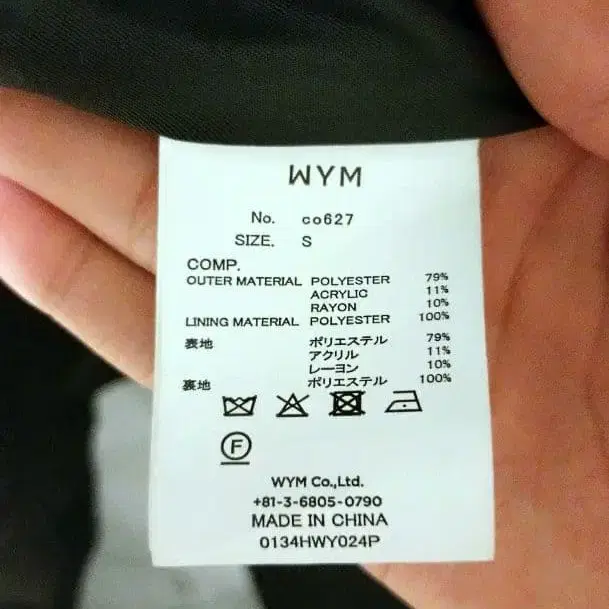 WYM
No. co627
SIZE. S
COMP.
OUTER MATERIAL POLYESTER 79%
ACRYLIC 11%
RAYON 10%
LINING MATERIAL POLYESTER 100%
表地 ポリエステル 79%
アクリル 11%
レーヨン 10%
裏地 ポリエステル 100%
F
WYM Co.,Ltd.
+81-3-6805-0790
MADE IN CHINA
0134HWY024P